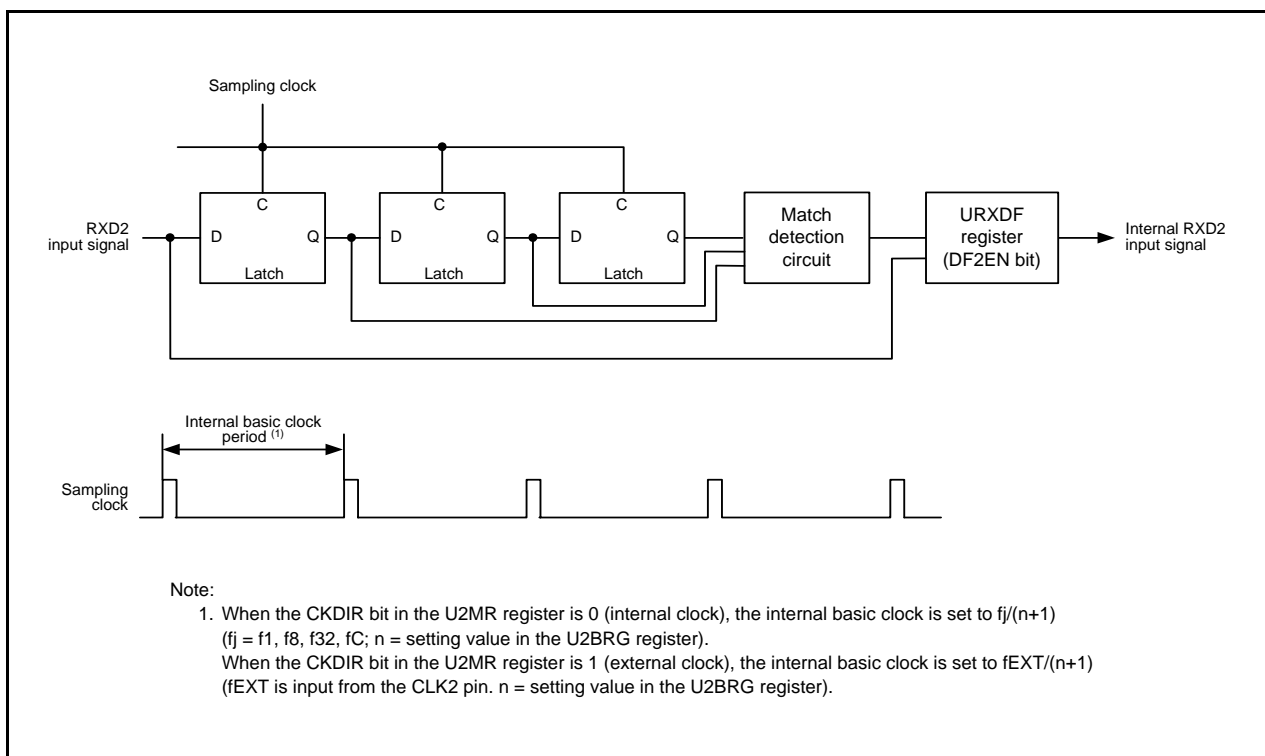 Sampling clock
C
C
C
RXD2
input signal
D
Q
D
Q
D
Q
Latch
Latch
Latch
Match
detection
circuit
URXDF
register
(DF2EN bit)
Internal RXD2
input signal
Internal basic clock
period (1)
Sampling
clock
Note:
1. When the CKDIR bit in the U2MR register is 0 (internal clock), the internal basic clock is set to fj/(n+1)
(fj = f1, f8, f32, fC; n = setting value in the U2BRG register).
When the CKDIR bit in the U2MR register is 1 (external clock), the internal basic clock is set to fEXT/(n+1)
(fEXT is input from the CLK2 pin. n = setting value in the U2BRG register).